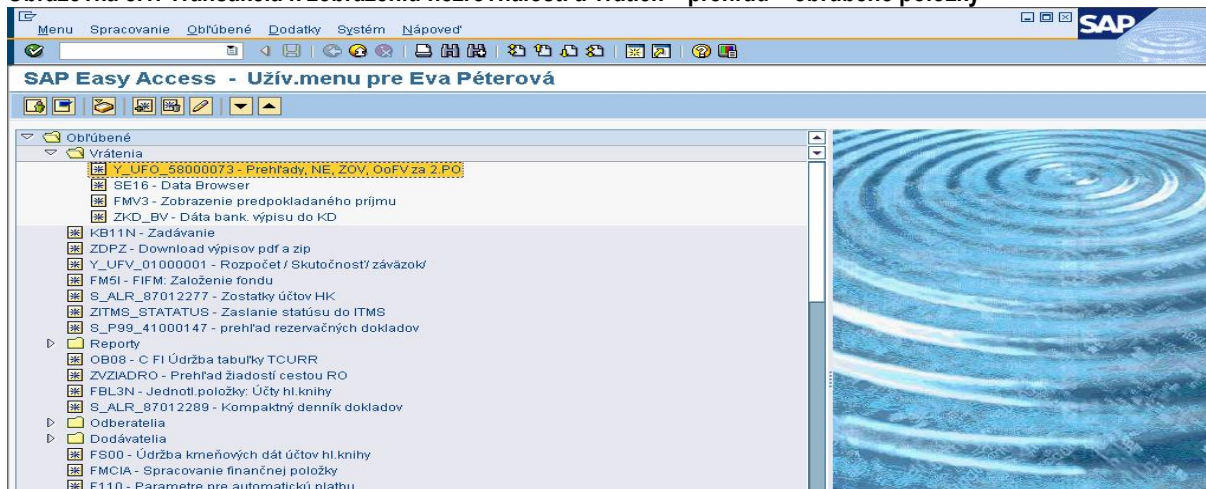 Menu Spracovanie Obľúbené Dodatky Systém Nápoveď
SAP
SAP Easy Access - Užív.menu pre Eva Péterová
Obľúbené
Vrátenia
Y_UFO_58000073 - Prehľady, NE, ZOV, OoFV za 2.PO
SE16 - Data Browser
FMV3 - Zobrazenie predpokladaného príjmu
ZKD_BV - Dáta bank. výpisu do KD
KB11N - Zadávanie
ZDPZ - Download výpisov pdf a zip
Y_UFV_01000001 - Rozpočet / Skutočnosť/ záväzok/
FM5I - FIFM: Založenie fondu
S_ALR_87012277 - Zostatky účtov HK
ZITMS_STATATUS - Zaslanie statúsu do ITMS
S_P99_41000147 - prehľad rezervačných dokladov
Reporty
OB08 - C FI Údržba tabuľky TCURR
ZVZIADRO - Prehľad žiadostí cestou RO
FBL3N - Jednotl.položky: Účty hl.knihy
S_ALR_87012289 - Kompaktný denník dokladov
Odberatelia
Dodávatelia
FS00 - Údržba kmeňových dát účtov hl.knihy
FMCIA - Spracovanie finančnej položky
F110 - Parametre pre automatickú platbu